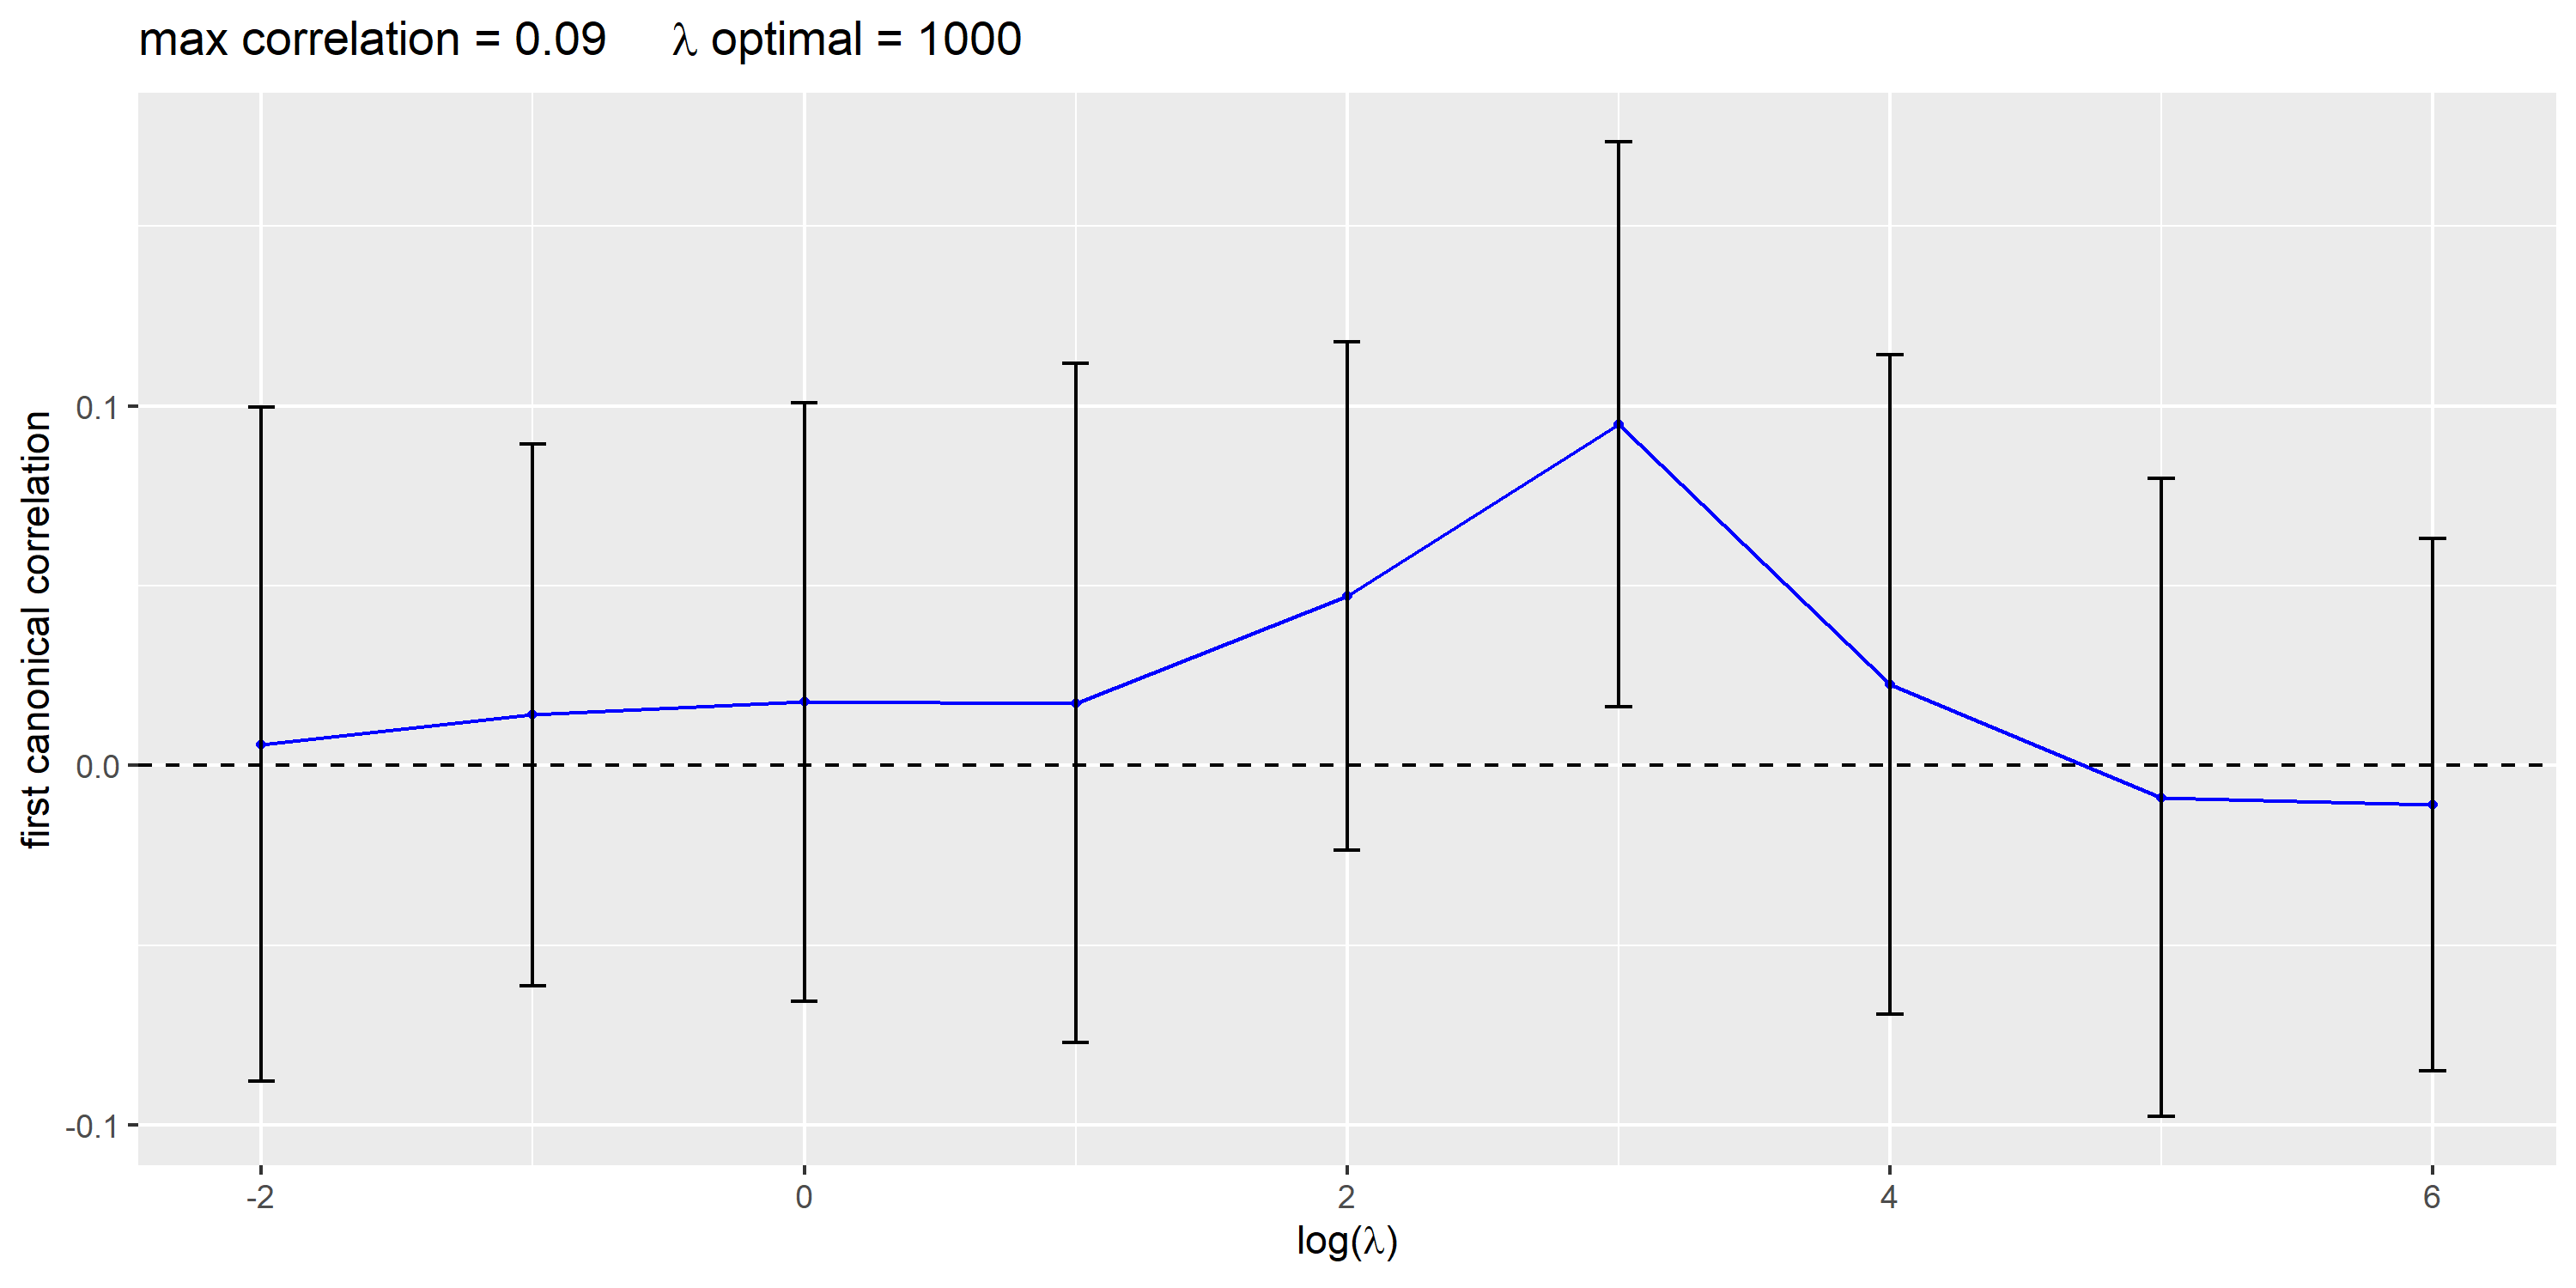 max correlation = 0.09 λ optimal = 1000
first canonical correlation
0.1
0.0
-0.1
-2 0 2 4 6
log(λ)